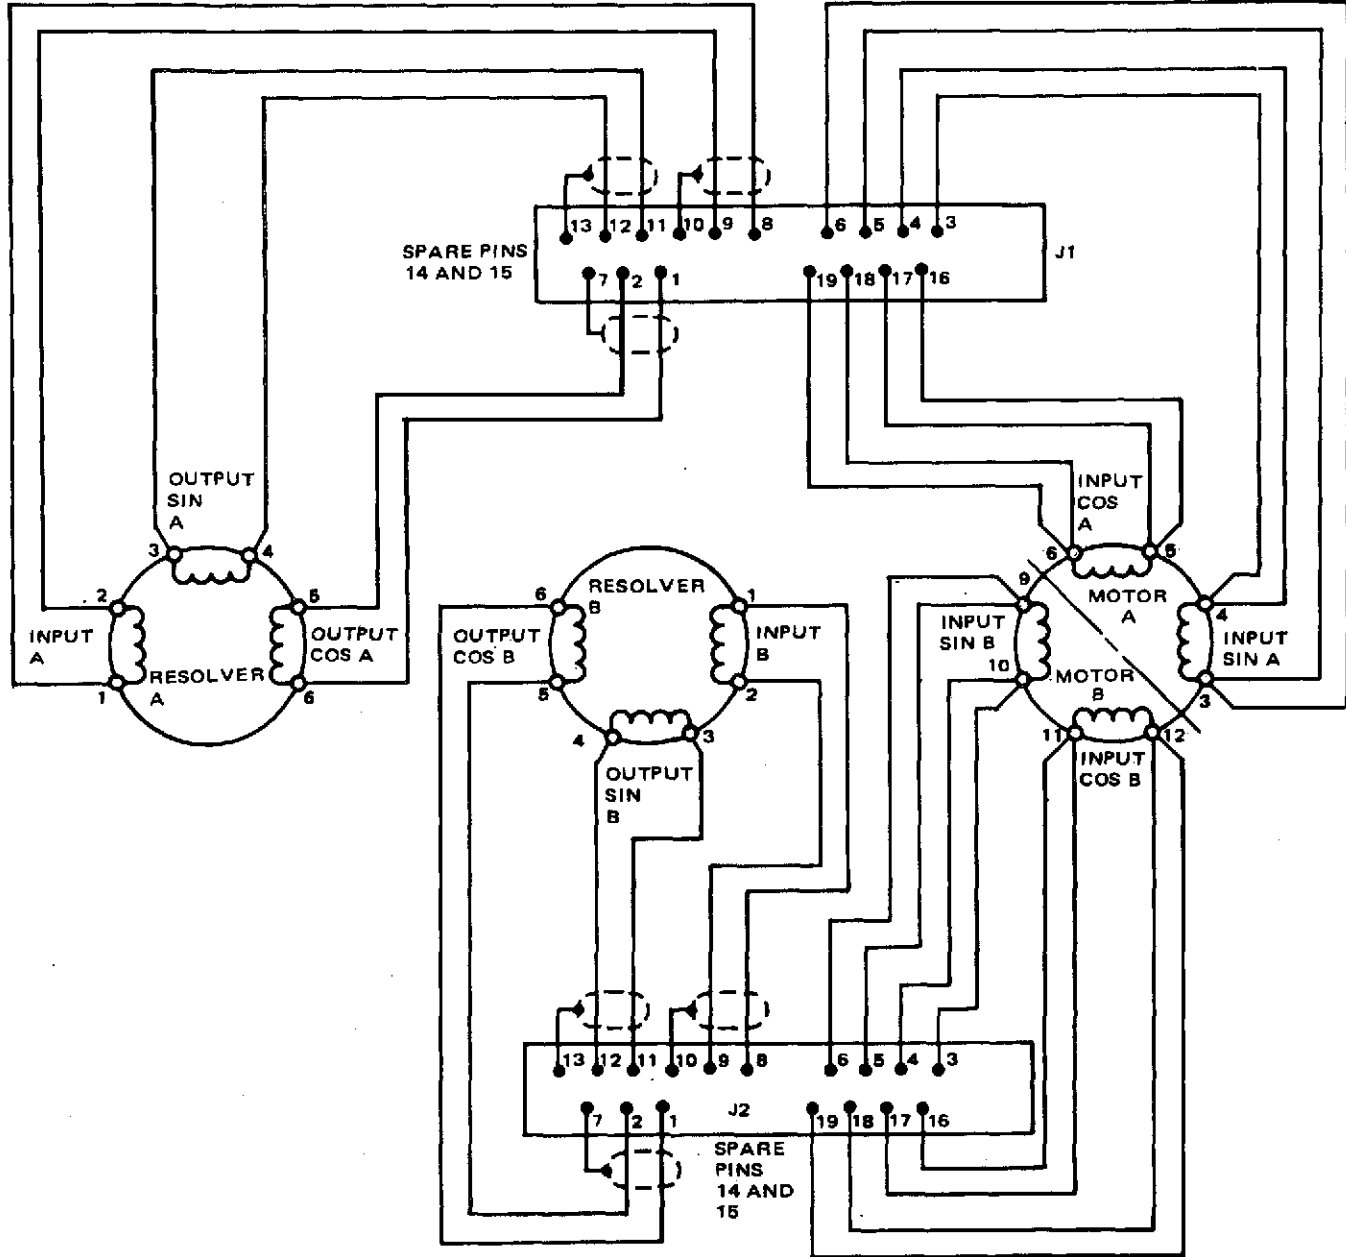 13 12 11 10 9 8 6 5 4 3
SPARE PINS
14 AND 15
J1
7 2 1 19 18 17 16
OUTPUT
SIN
A
3 4
2 5
INPUT
A
OUTPUT
COS A
RESOLVER
A
1 6
RESOLVER
B
6 1
OUTPUT
COS B
INPUT
B
5 2
4 3
OUTPUT
SIN
B
INPUT
COS
A
6 5
9 4
MOTOR
A
INPUT
SIN B
INPUT
SIN A
10 3
MOTOR
B
11 12
INPUT
COS B
13 12 11 10 9 8 6 5 4 3
J2
7 2 1 19 18 17 16
SPARE
PINS
14 AND
15